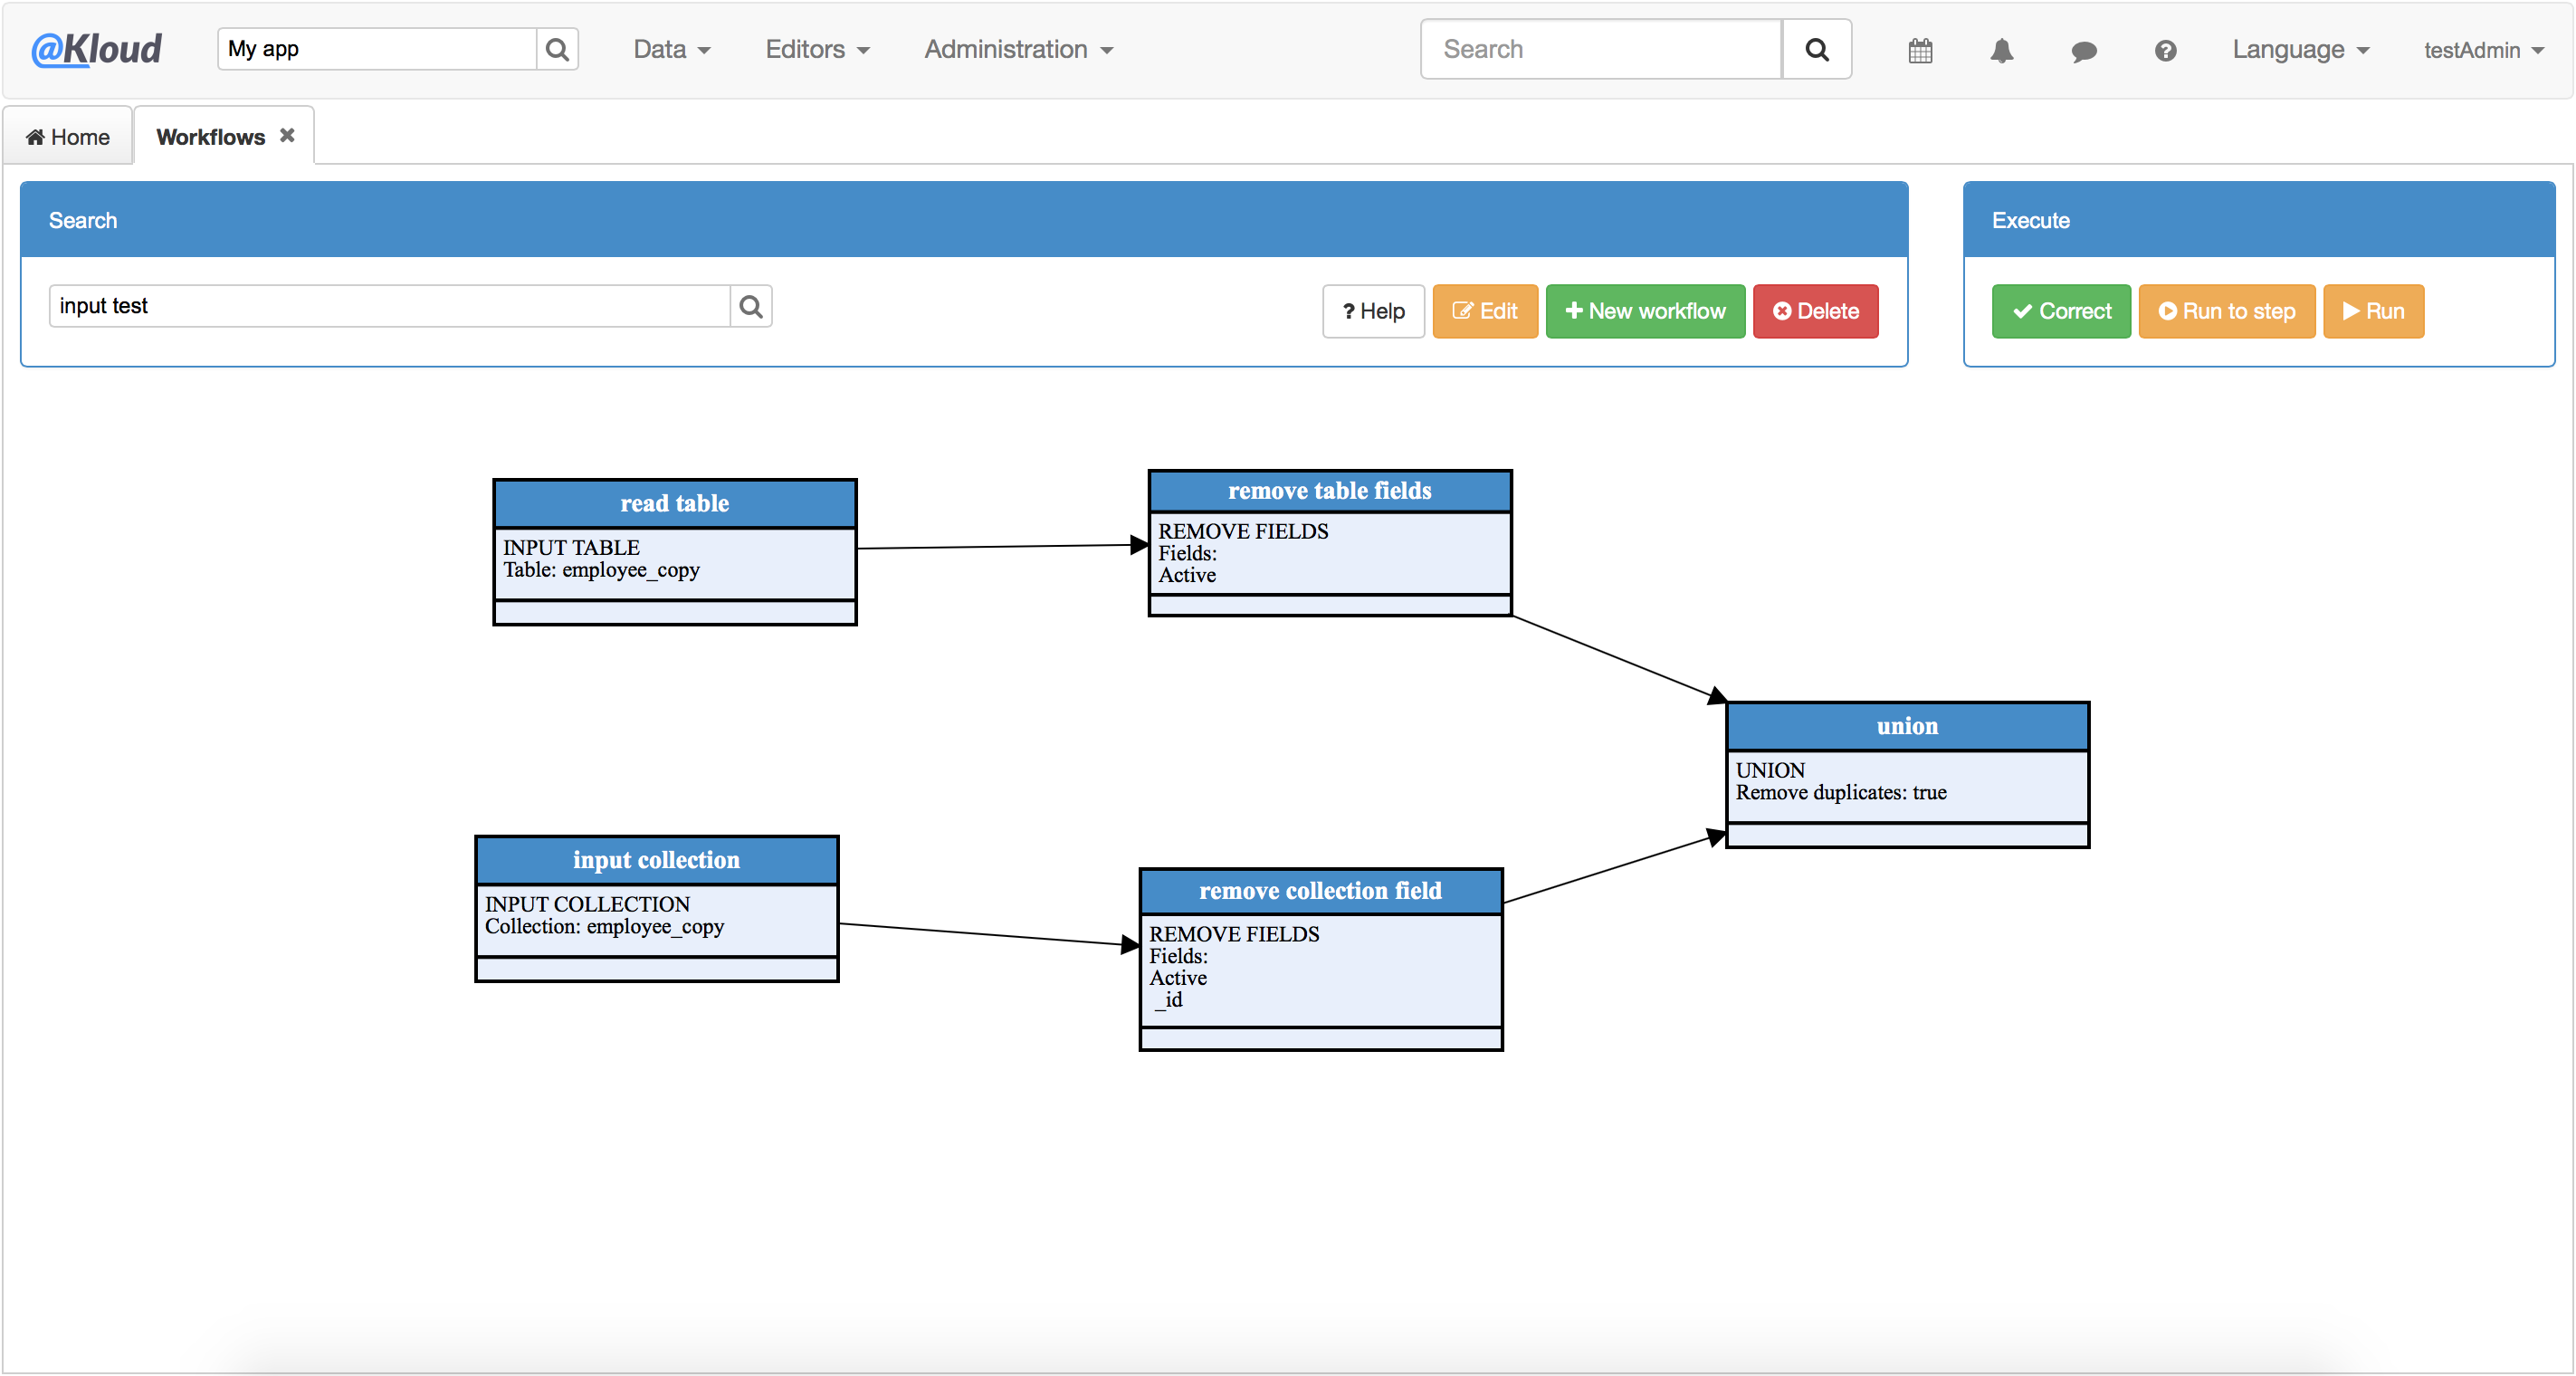 @Kloud
My app
Data
Editors
Administration
Search
Language
testAdmin
Home
Workflows
Search
Execute
input test
? Help
Edit
New workflow
Delete
Correct
Run to step
Run
read table
INPUT TABLE
Table: employee_copy
remove table fields
REMOVE FIELDS
Fields:
Active
union
UNION
Remove duplicates: true
input collection
INPUT COLLECTION
Collection: employee_copy
remove collection field
REMOVE FIELDS
Fields:
Active
_id